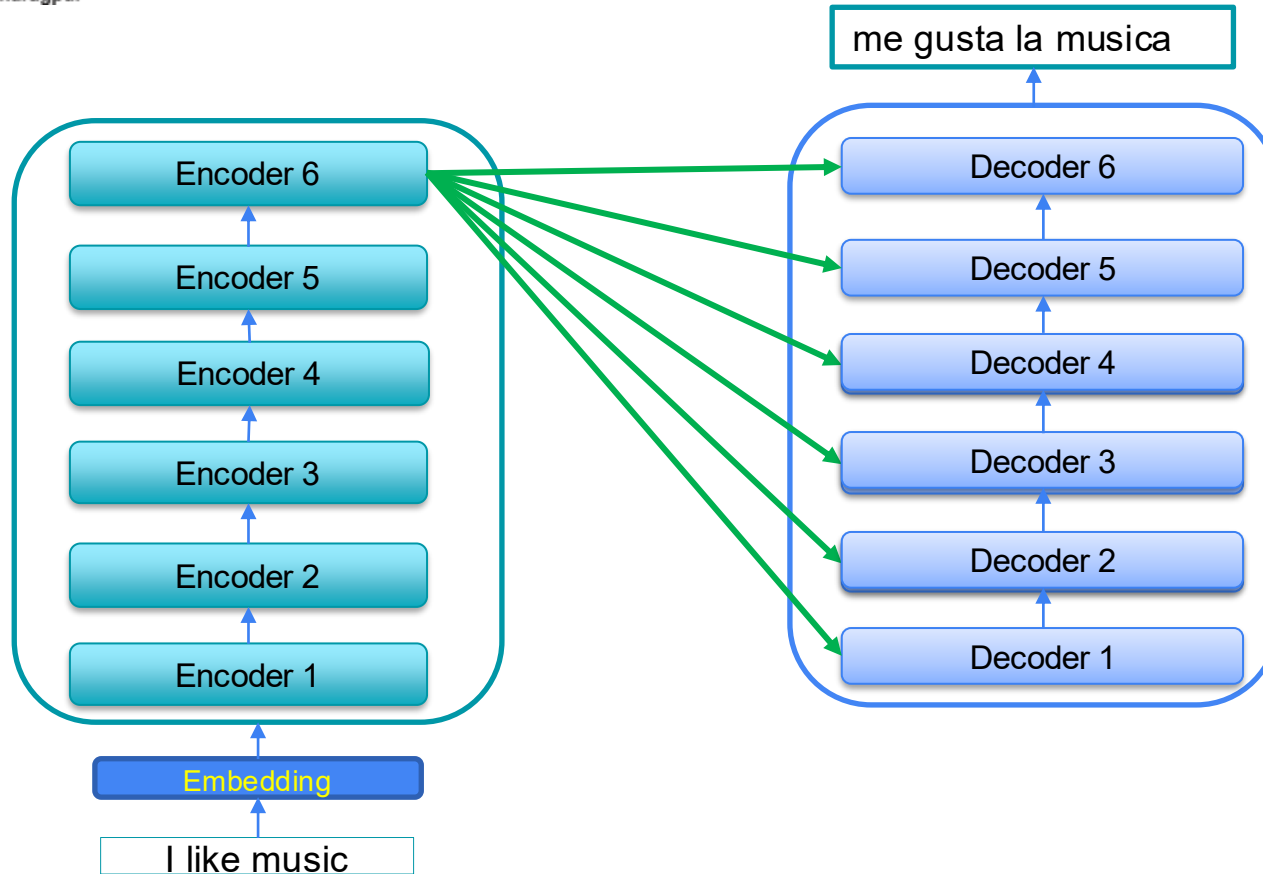 me gusta la musica
Encoder 6
Encoder 5
Encoder 4
Encoder 3
Encoder 2
Encoder 1
Embedding
I like music
Decoder 6
Decoder 5
Decoder 4
Decoder 3
Decoder 2
Decoder 1